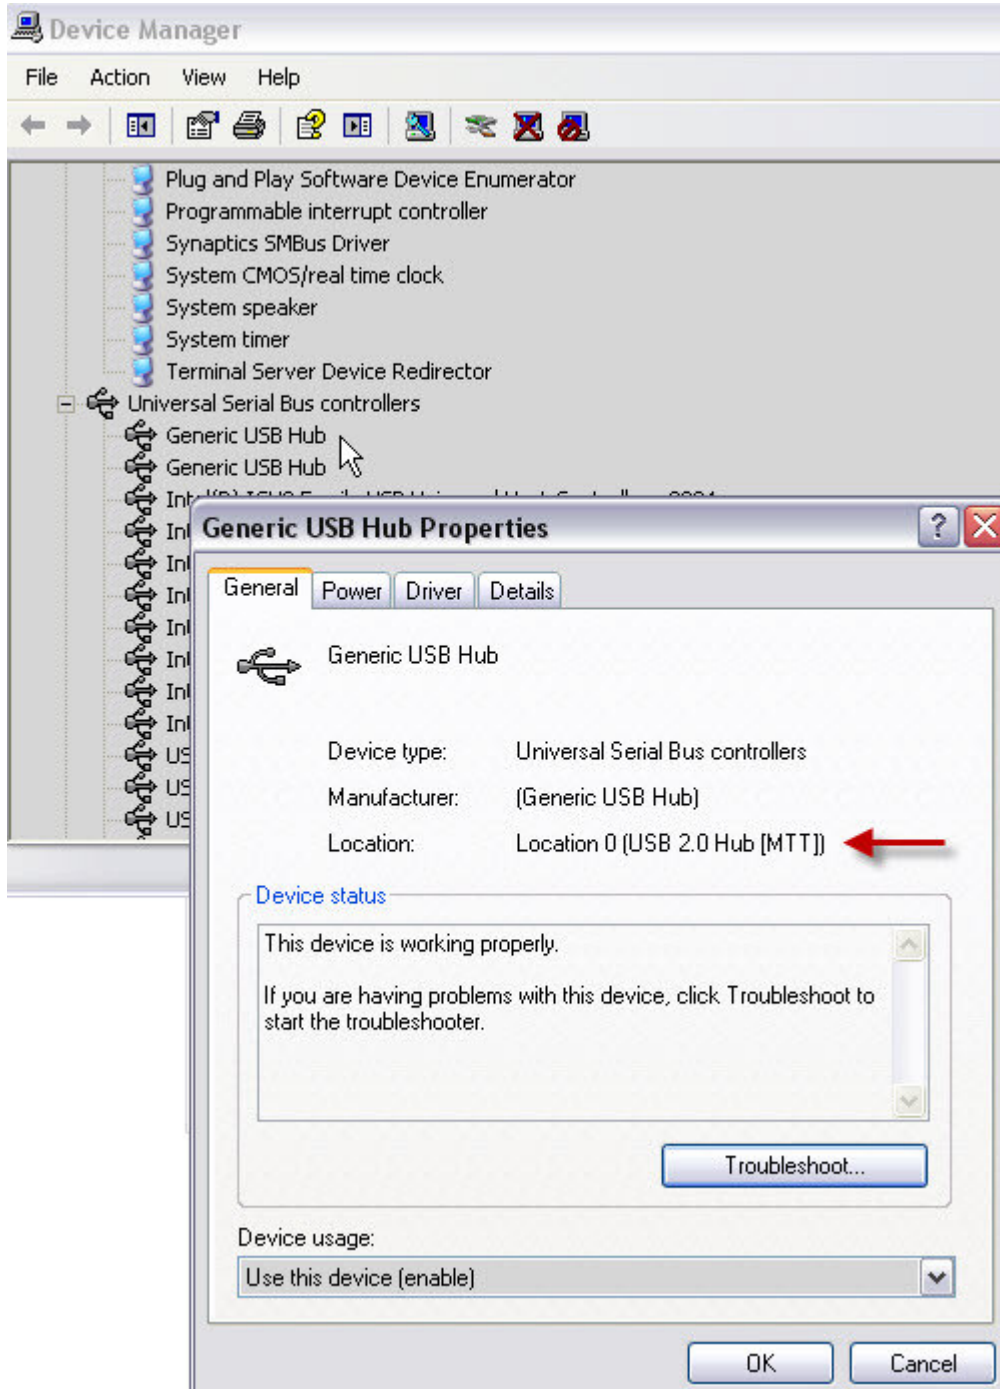 Device Manager
File Action View Help
Plug and Play Software Device Enumerator
Programmable interrupt controller
Synaptics SMBus Driver
System CMOS/real time clock
System speaker
System timer
Terminal Server Device Redirector
Universal Serial Bus controllers
Generic USB Hub
Generic USB Hub
Generic USB Hub Properties
General Power Driver Details
Generic USB Hub
Device type: Universal Serial Bus controllers
Manufacturer: (Generic USB Hub)
Location: Location 0 (USB 2.0 Hub [MTT])
Device status
This device is working properly.
If you are having problems with this device, click Troubleshoot to
start the troubleshooter.
Troubleshoot...
Device usage:
Use this device (enable)
OK Cancel